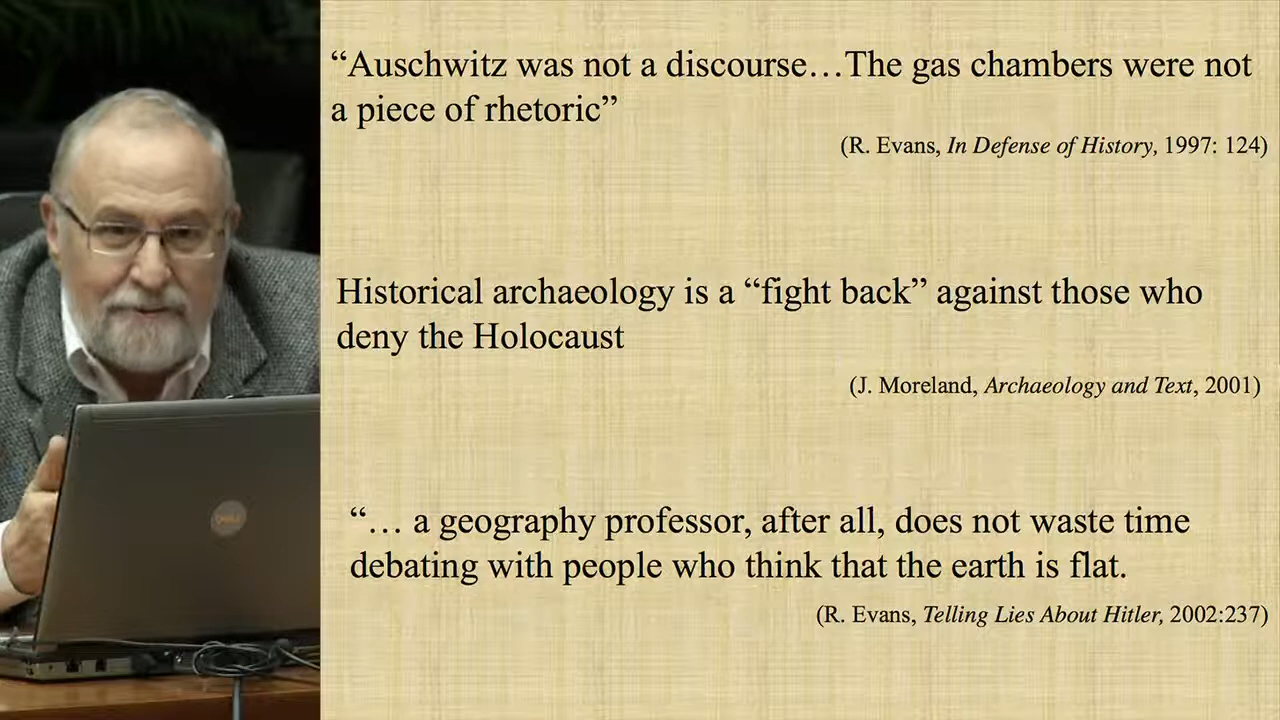 “Auschwitz was not a discourse…The gas chambers were not
a piece of rhetoric”
(R. Evans, In Defense of History, 1997: 124)
Historical archaeology is a “fight back” against those who
deny the Holocaust
(J. Moreland, Archaeology and Text, 2001)
“… a geography professor, after all, does not waste time
debating with people who think that the earth is flat.
(R. Evans, Telling Lies About Hitler, 2002:237)
DELL